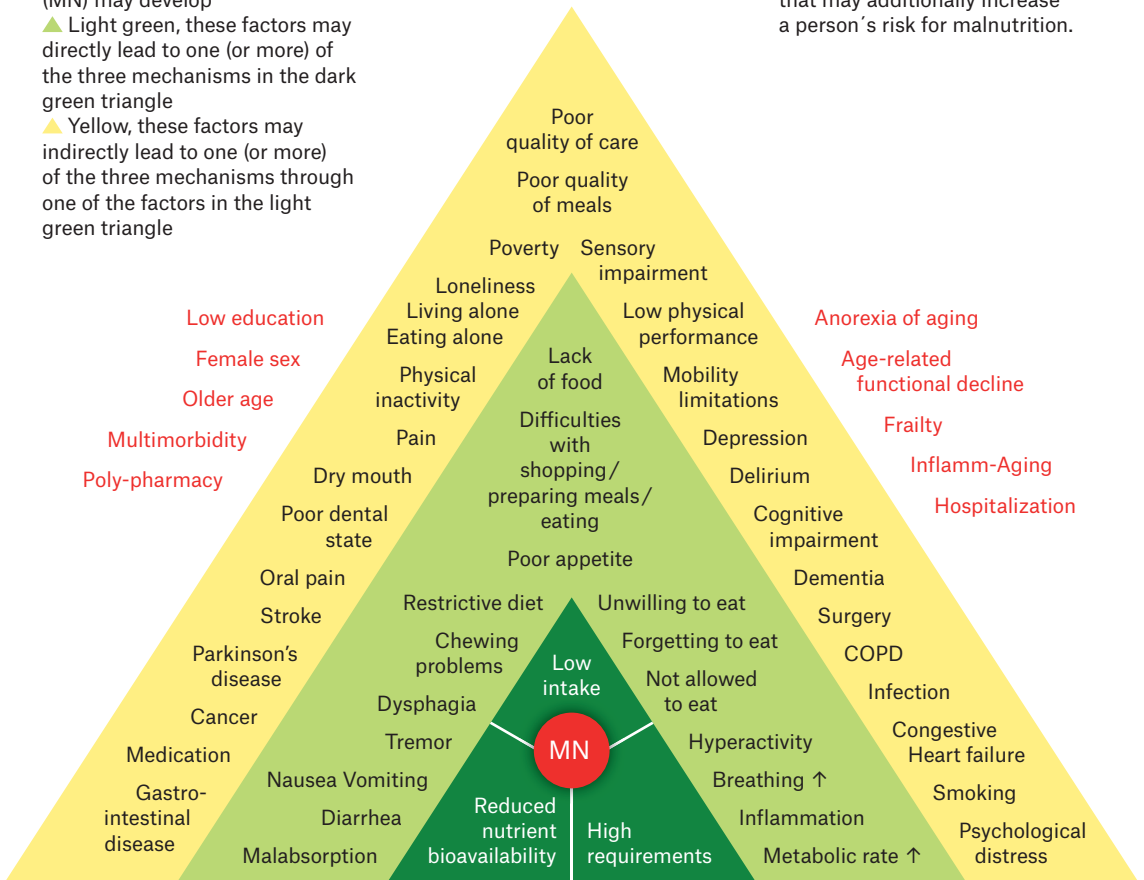 (MN) may develop
Light green, these factors may
directly lead to one (or more) of
the three mechanisms in the dark
green triangle
Yellow, these factors may
indirectly lead to one (or more)
of the three mechanisms through
one of the factors in the light
green triangle
that may additionally increase
a person´s risk for malnutrition.
Low education
Female sex
Older age
Multimorbidity
Poly-pharmacy
Poor
quality of care
Poor quality
of meals
Poverty
Loneliness
Living alone
Eating alone
Physical
inactivity
Pain
Dry mouth
Poor dental
state
Oral pain
Stroke
Parkinson's
disease
Cancer
Medication
Gastro-
intestinal
disease
Sensory
impairment
Low physical
performance
Mobility
limitations
Depression
Delirium
Cognitive
impairment
Dementia
Surgery
COPD
Infection
Congestive
Heart failure
Smoking
Psychological
distress
Lack
of food
Difficulties
with
shopping/
preparing meals/
eating
Poor appetite
Restrictive diet
Chewing
problems
Dysphagia
Tremor
Nausea Vomiting
Diarrhea
Malabsorption
Unwilling to eat
Forgetting to eat
Not allowed
to eat
Hyperactivity
Breathing ↑
Inflammation
Metabolic rate ↑
Low
intake
MN
Reduced
nutrient
bioavailability
High
requirements
Anorexia of aging
Age-related
functional decline
Frailty
Inflamm-Aging
Hospitalization